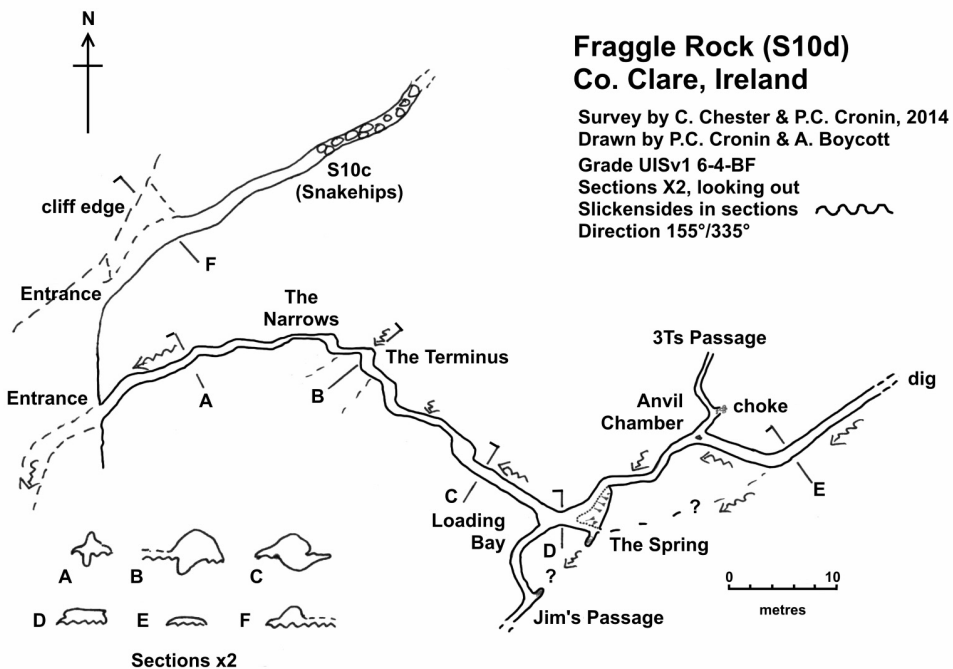 N
Fraggle Rock (S10d)
Co. Clare, Ireland
Survey by C. Chester & P.C. Cronin, 2014
Drawn by P.C. Cronin & A. Boycott
Grade UISv1 6-4-BF
Sections X2, looking out
Slickensides in sections
Direction 155°/335°
S10c
(Snakehips)
cliff edge
F
Entrance
The
Narrows
The Terminus
3Ts Passage
dig
Entrance
A
B
Anvil
Chamber
choke
C
E
Loading
Bay
?
D
The Spring
?
Jim's Passage
0
10
metres
A
B
C
D
E
F
Sections x2